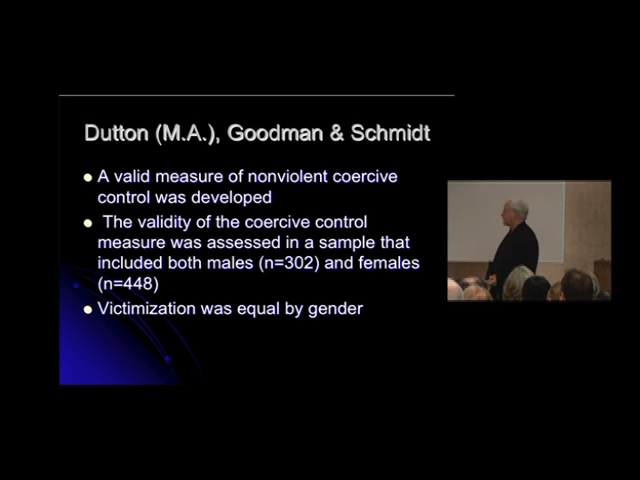 Dutton (M.A.), Goodman & Schmidt
A valid measure of nonviolent coercive
control was developed
The validity of the coercive control
measure was assessed in a sample that
included both males (n=302) and females
(n=448)
Victimization was equal by gender